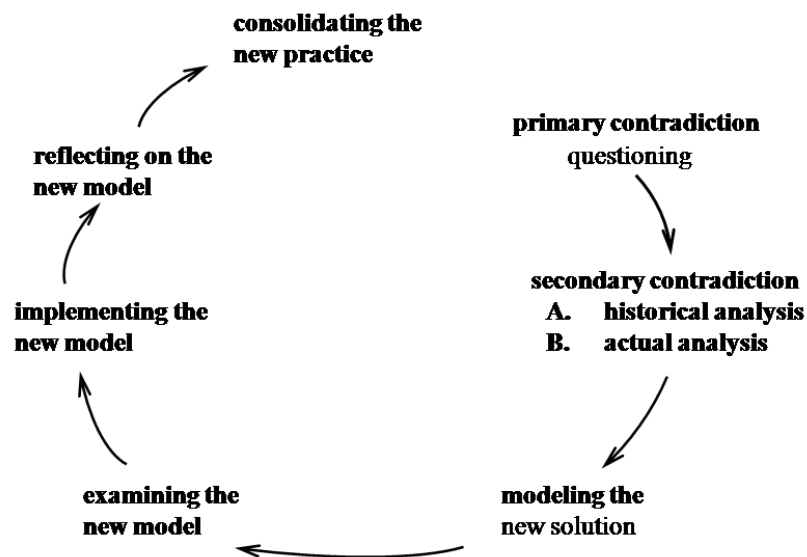 consolidating the
new practice
primary contradiction
questioning
reflecting on the
new model
secondary contradiction
A. historical analysis
B. actual analysis
implementing the
new model
examining the
new model
modeling the
new solution